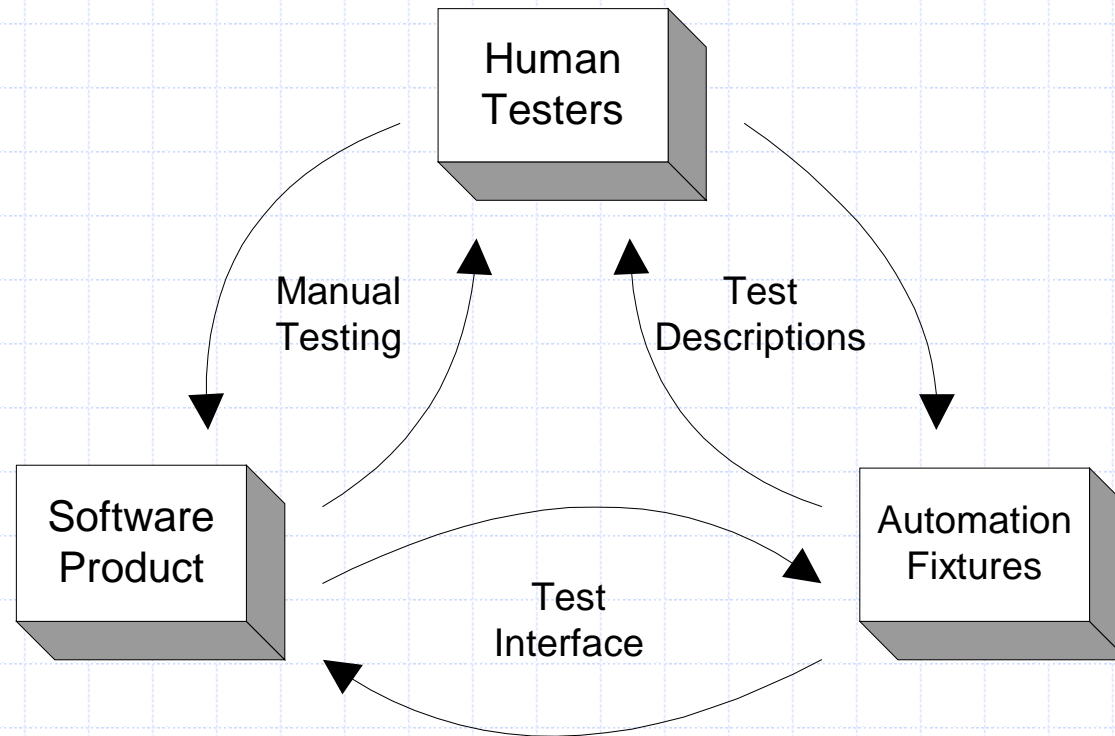 Human
Testers
Manual
Testing
Test
Descriptions
Software
Product
Automation
Fixtures
Test
Interface